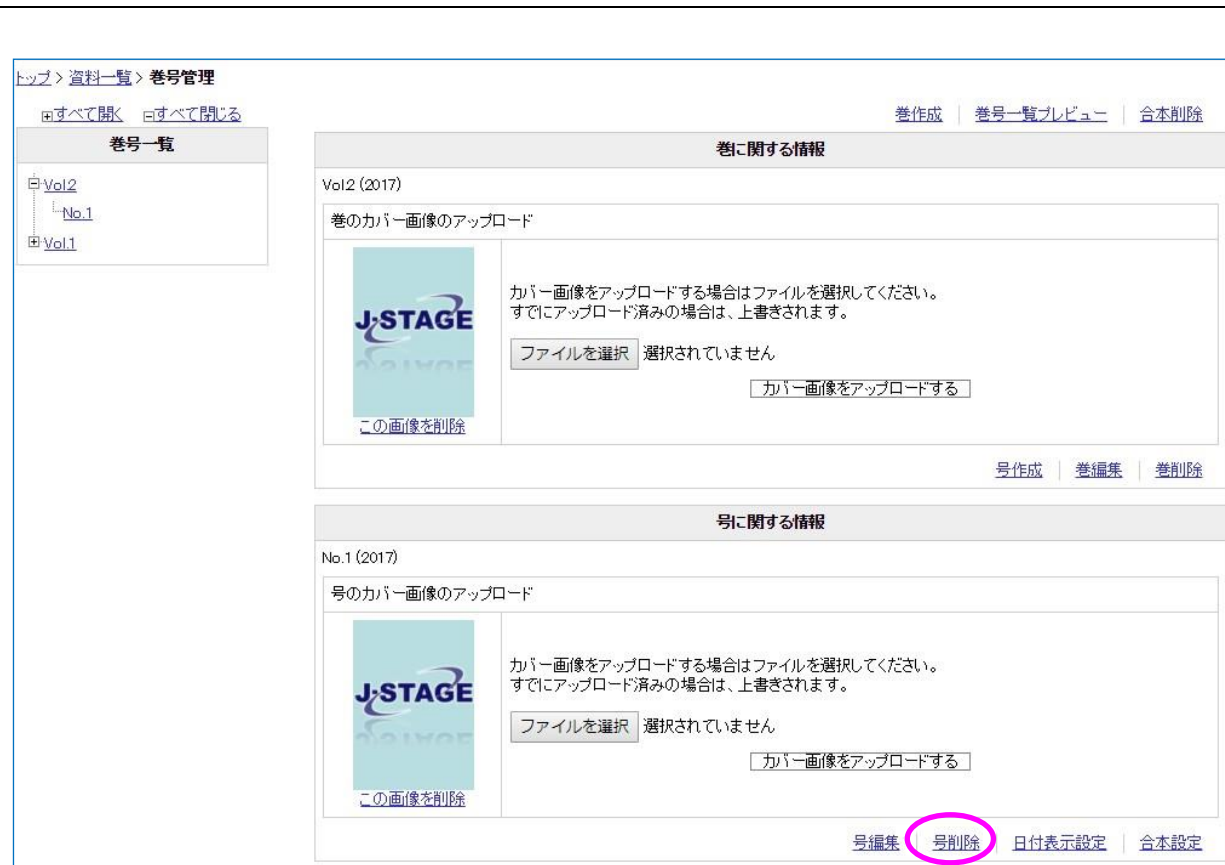 トップ > 資料一覧 > 巻号管理
すべて開く すべて閉じる
巻作成 | 巻号一覧プレビュー | 合本削除
巻号一覧
Vol.2
No.1
Vol.1
巻に関する情報
Vol.2 (2017)
巻のカバー画像のアップロード
J-STAGE
この画像を削除
カバー画像をアップロードする場合はファイルを選択してください。
すでにアップロード済みの場合は、上書きされます。
ファイルを選択 選択されていません
カバー画像をアップロードする
号作成 | 巻編集 | 巻削除
号に関する情報
No.1 (2017)
号のカバー画像のアップロード
J-STAGE
この画像を削除
カバー画像をアップロードする場合はファイルを選択してください。
すでにアップロード済みの場合は、上書きされます。
ファイルを選択 選択されていません
カバー画像をアップロードする
号編集 | 号削除 | 日付表示設定 | 合本設定